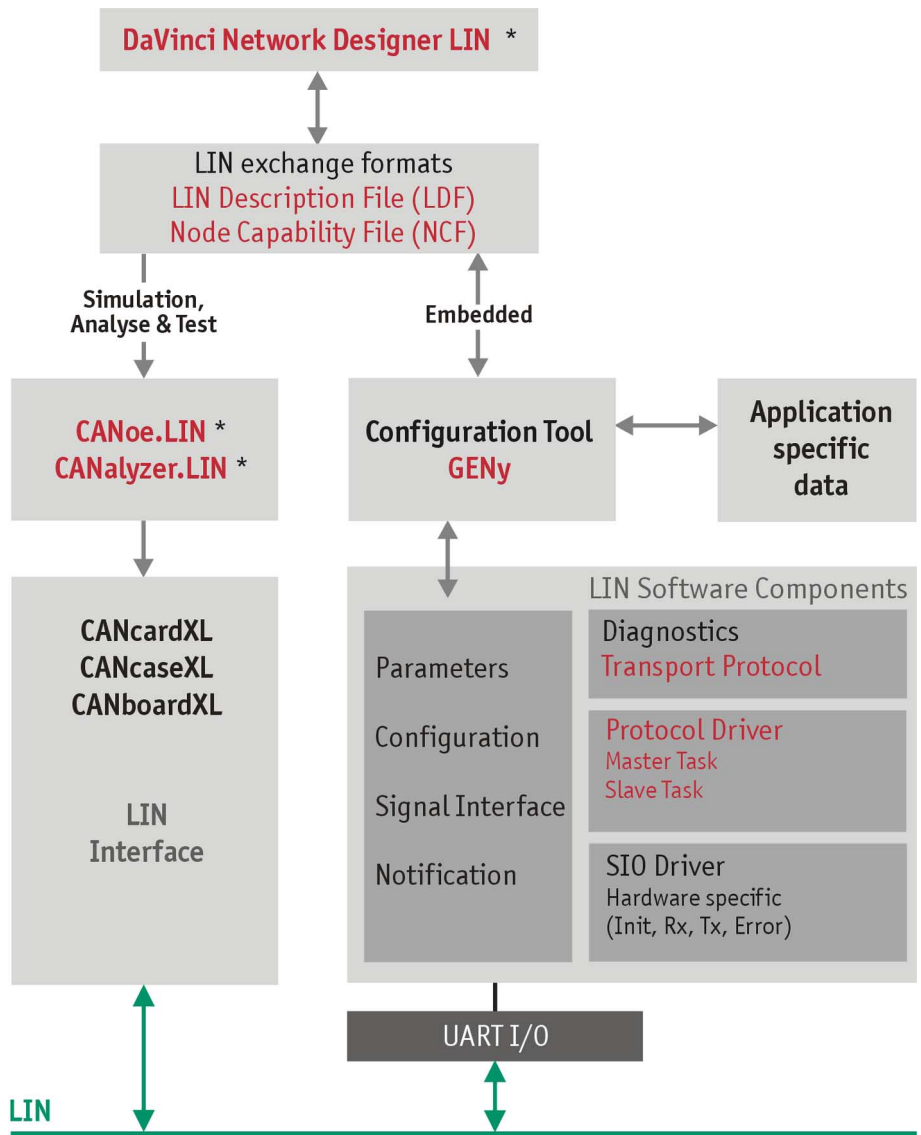 DaVinci Network Designer LIN *
LIN exchange formats
LIN Description File (LDF)
Node Capability File (NCF)
Simulation,
Analyse & Test
Embedded
CANoe.LIN *
CANalyzer.LIN *
Configuration Tool
GENy
Application
specific
data
CANcardXL
CANcaseXL
CANboardXL
LIN
Interface
LIN Software Components
Parameters
Configuration
Signal Interface
Notification
Diagnostics
Transport Protocol
Protocol Driver
Master Task
Slave Task
SIO Driver
Hardware specific
(Init, Rx, Tx, Error)
UART I/O
LIN